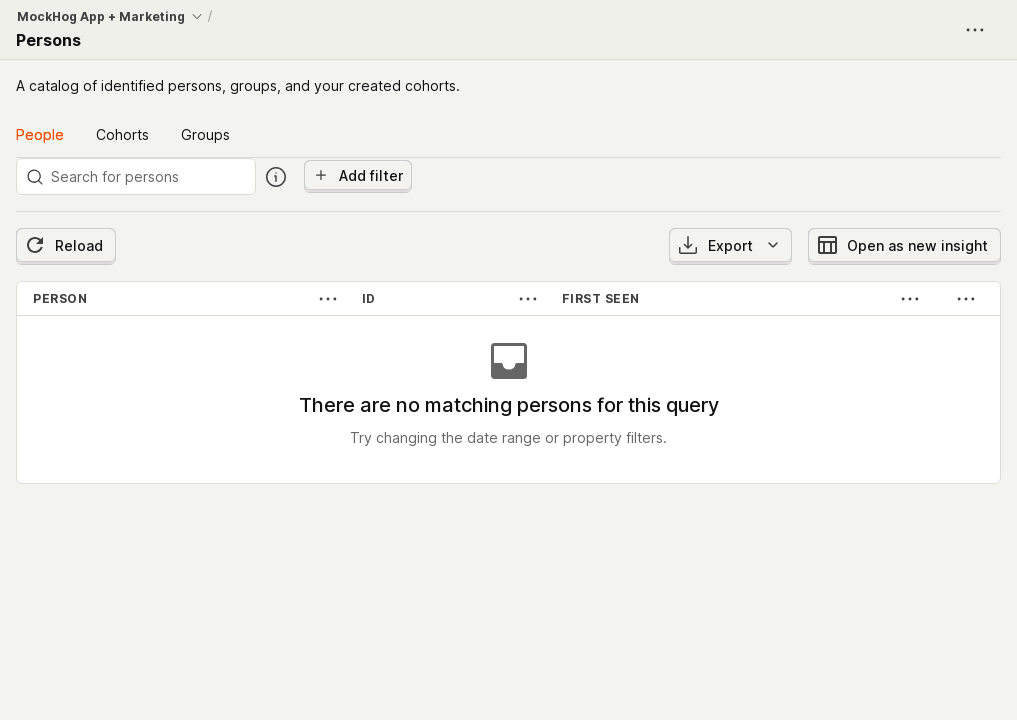 MockHog App + Marketing /
Persons
A catalog of identified persons, groups, and your created cohorts.
People Cohorts Groups
Search for persons Add filter
Reload Export Open as new insight
PERSON ID FIRST SEEN
There are no matching persons for this query
Try changing the date range or property filters.